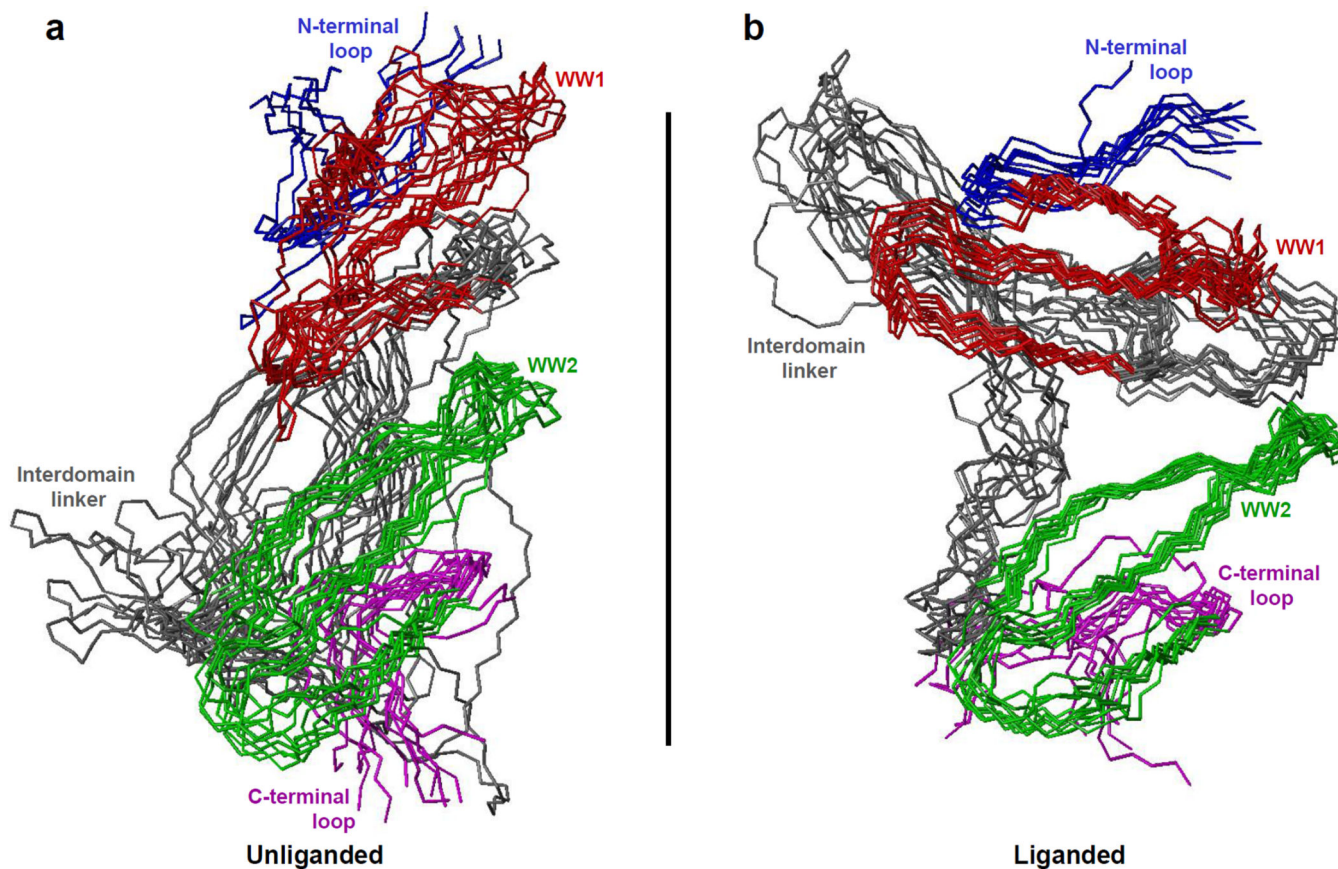 a
N-terminal
loop
WW1
WW2
Interdomain
linker
C-terminal
loop
Unliganded
b
N-terminal
loop
WW1
Interdomain
linker
WW2
C-terminal
loop
Liganded